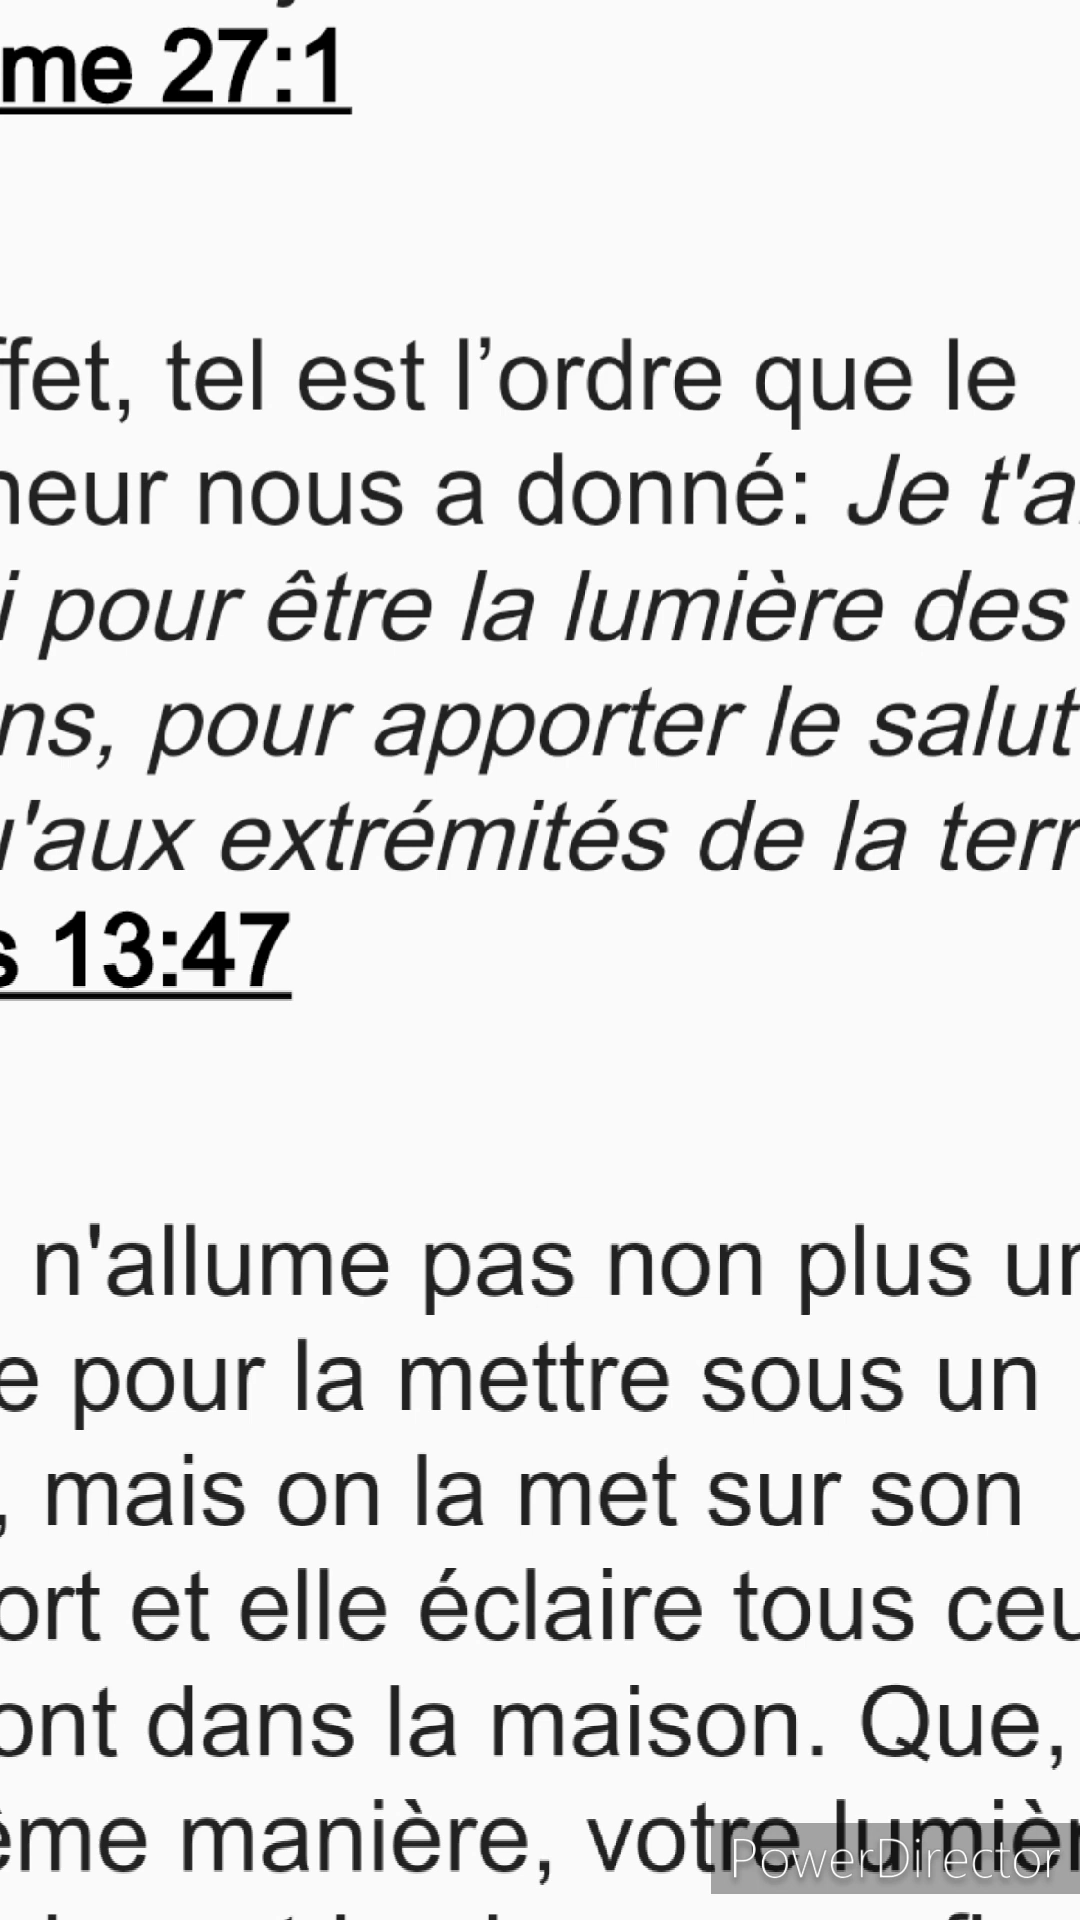 me 27:1
ffet, tel est l’ordre que le
neur nous a donné: Je t'a
i pour être la lumière des
ns, pour apporter le salut
u'aux extrémités de la terr
s 13:47
n'allume pas non plus un
e pour la mettre sous un
, mais on la met sur son
ort et elle éclaire tous ceu
ont dans la maison. Que,
ême manière, votre lumièr
PowerDirector